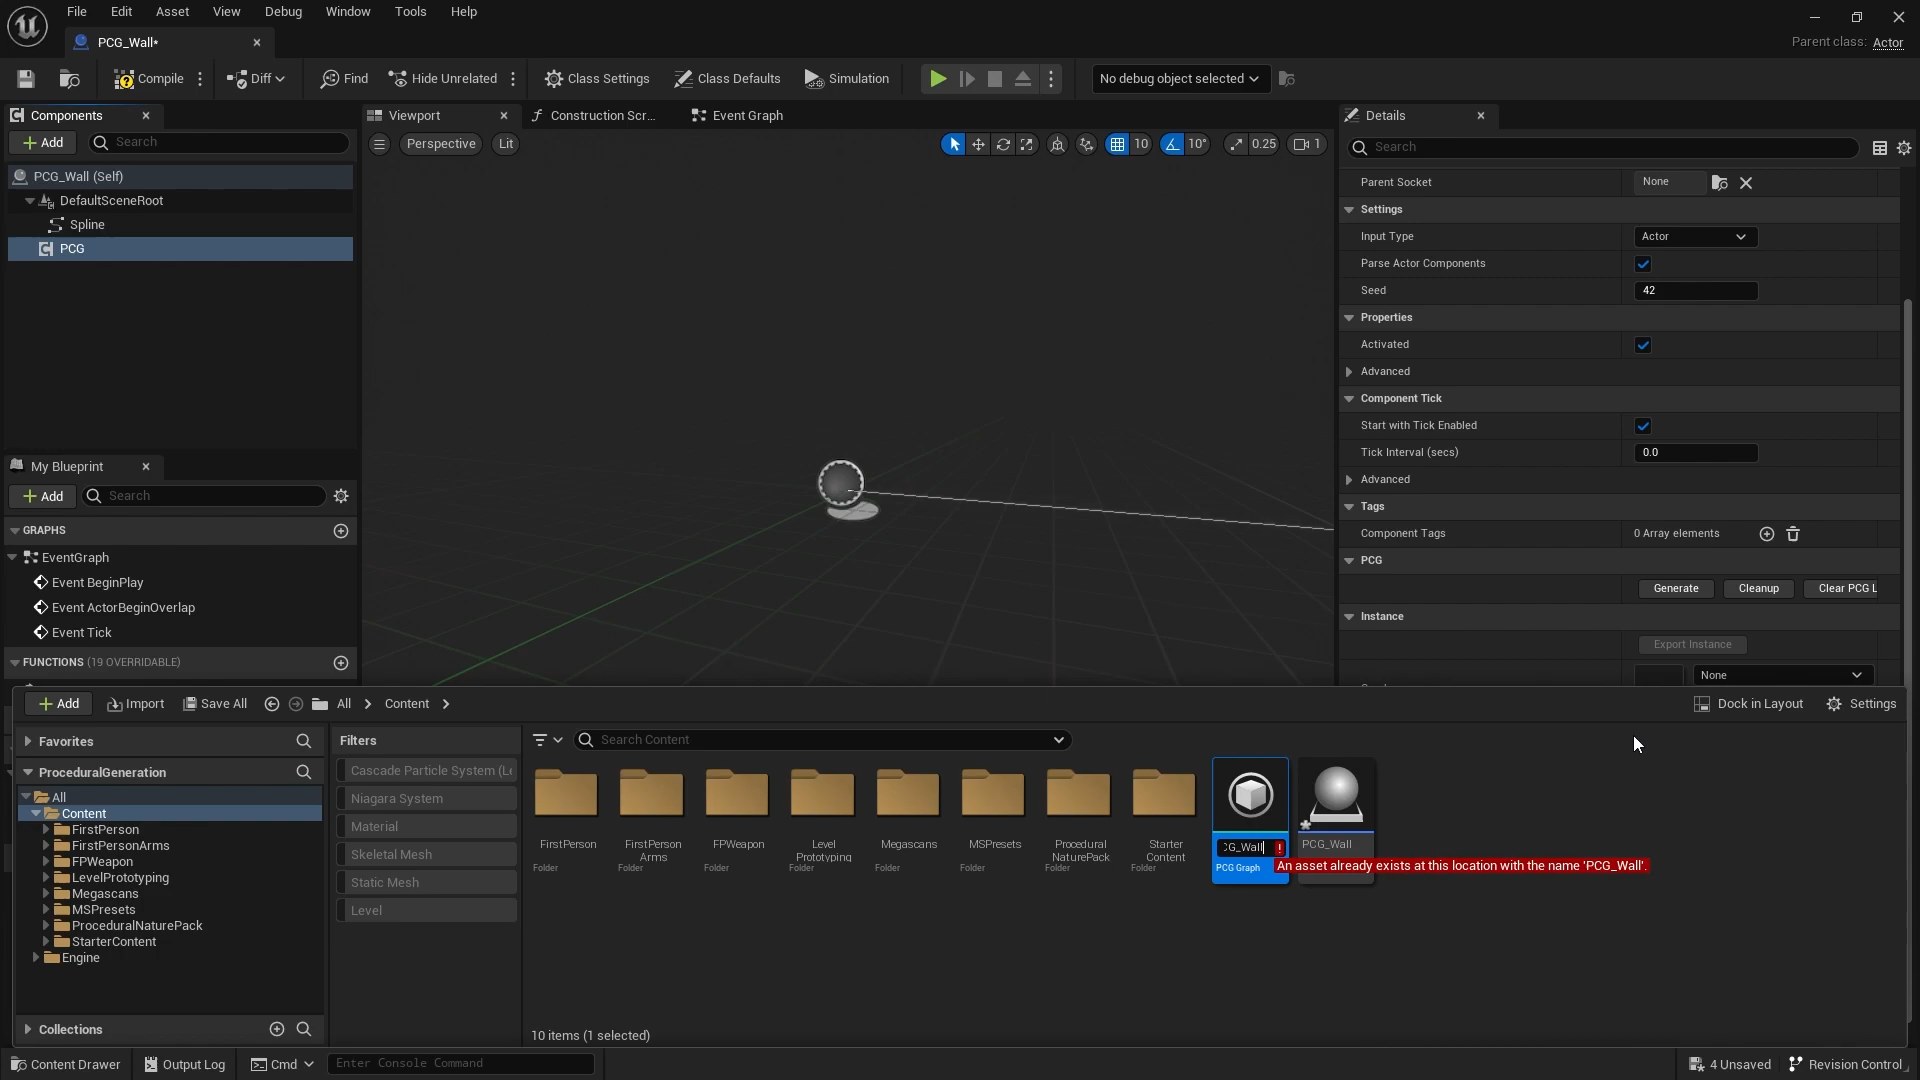 File Edit Asset View Debug Window Tools Help
PCG_Wall*
Parent class: Actor
Compile Diff Find Hide Unrelated Class Settings Class Defaults Simulation No debug object selected
Components
Add Search
PCG_Wall (Self)
DefaultSceneRoot
Spline
PCG
Viewport Construction Scr... Event Graph
Perspective Lit 10 10° 0.25 1
Details
Search
Parent Socket None
Settings
Input Type Actor
Parse Actor Components
Seed 42
Properties
Activated
Advanced
Component Tick
Start with Tick Enabled
Tick Interval (secs) 0.0
Advanced
Tags
Component Tags 0 Array elements
PCG
Generate Cleanup Clear PCG L
Instance
Export Instance
None
My Blueprint
Add Search
GRAPHS
EventGraph
Event BeginPlay
Event ActorBeginOverlap
Event Tick
FUNCTIONS (19 OVERRIDABLE)
Add Import Save All All Content Dock in Layout Settings
Favorites
ProceduralGeneration
All
Content
FirstPerson
FirstPersonArms
FPWeapon
LevelPrototyping
Megascans
MSPresets
ProceduralNaturePack
StarterContent
Engine
Collections
Filters
Cascade Particle System (Le
Niagara System
Material
Skeletal Mesh
Static Mesh
Level
Search Content
FirstPerson
Folder
FirstPerson
Arms
Folder
FPWeapon
Folder
Level
Prototyping
Folder
Megascans
Folder
MSPresets
Folder
Procedural
NaturePack
Folder
Starter
Content
Folder
CG_Wall !
PCG Graph
PCG_Wall
An asset already exists at this location with the name 'PCG_Wall'.
10 items (1 selected)
Content Drawer Output Log Cmd Enter Console Command 4 Unsaved Revision Control